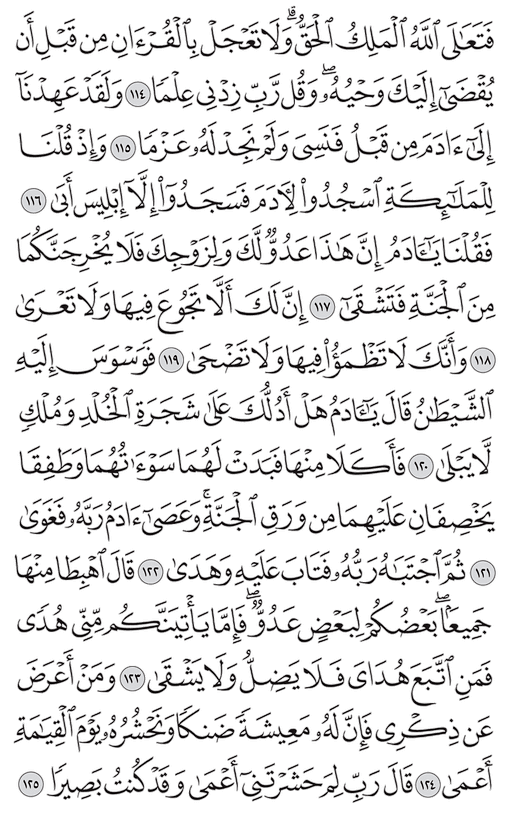 فَتَعَٰلَى ٱللَّهُ ٱلْمَلِكُ ٱلْحَقُّۗ وَلَا تَعْجَلْ بِٱلْقُرْءَانِ مِن قَبْلِ أَن
يُقْضَىٰٓ إِلَيْكَ وَحْيُهُۥۖ وَقُل رَّبِّ زِدْنِى عِلْمًا ١١٤ وَلَقَدْ عَهِدْنَآ
إِلَىٰٓ ءَادَمَ مِن قَبْلُ فَنَسِىَ وَلَمْ نَجِدْ لَهُۥ عَزْمًا ١١٥ وَإِذْ قُلْنَا
لِلْمَلَٰٓئِكَةِ ٱسْجُدُوا۟ لِءَادَمَ فَسَجَدُوٓا۟ إِلَّآ إِبْلِيسَ أَبَىٰ ١١٦
فَقُلْنَا يَٰٓـَٔادَمُ إِنَّ هَٰذَا عَدُوٌّ لَّكَ وَلِزَوْجِكَ فَلَا يُخْرِجَنَّكُمَا
مِنَ ٱلْجَنَّةِ فَتَشْقَىٰٓ ١١٧ إِنَّ لَكَ أَلَّا تَجُوعَ فِيهَا وَلَا تَعْرَىٰ
١١٨ وَأَنَّكَ لَا تَظْمَؤُا۟ فِيهَا وَلَا تَضْحَىٰ ١١٩ فَوَسْوَسَ إِلَيْهِ
ٱلشَّيْطَٰنُ قَالَ يَٰٓـَٔادَمُ هَلْ أَدُلُّكَ عَلَىٰ شَجَرَةِ ٱلْخُلْدِ وَمُلْكٍ
لَّا يَبْلَىٰ ١٢٠ فَأَكَلَا مِنْهَا فَبَدَتْ لَهُمَا سَوْءَٰتُهُمَا وَطَفِقَا
يَخْصِفَانِ عَلَيْهِمَا مِن وَرَقِ ٱلْجَنَّةِۚ وَعَصَىٰٓ ءَادَمُ رَبَّهُۥ فَغَوَىٰ
١٢١ ثُمَّ ٱجْتَبَٰهُ رَبُّهُۥ فَتَابَ عَلَيْهِ وَهَدَىٰ ١٢٢ قَالَ ٱهْبِطَا مِنْهَا
جَمِيعًۢاۖ بَعْضُكُمْ لِبَعْضٍ عَدُوٌّۖ فَإِمَّا يَأْتِيَنَّكُم مِّنِّى هُدًى
فَمَنِ ٱتَّبَعَ هُدَاىَ فَلَا يَضِلُّ وَلَا يَشْقَىٰ ١٢٣ وَمَنْ أَعْرَضَ
عَن ذِكْرِى فَإِنَّ لَهُۥ مَعِيشَةً ضَنكًا وَنَحْشُرُهُۥ يَوْمَ ٱلْقِيَٰمَةِ
أَعْمَىٰ ١٢٤ قَالَ رَبِّ لِمَ حَشَرْتَنِىٓ أَعْمَىٰ وَقَدْ كُنتُ بَصِيرًا ١٢٥